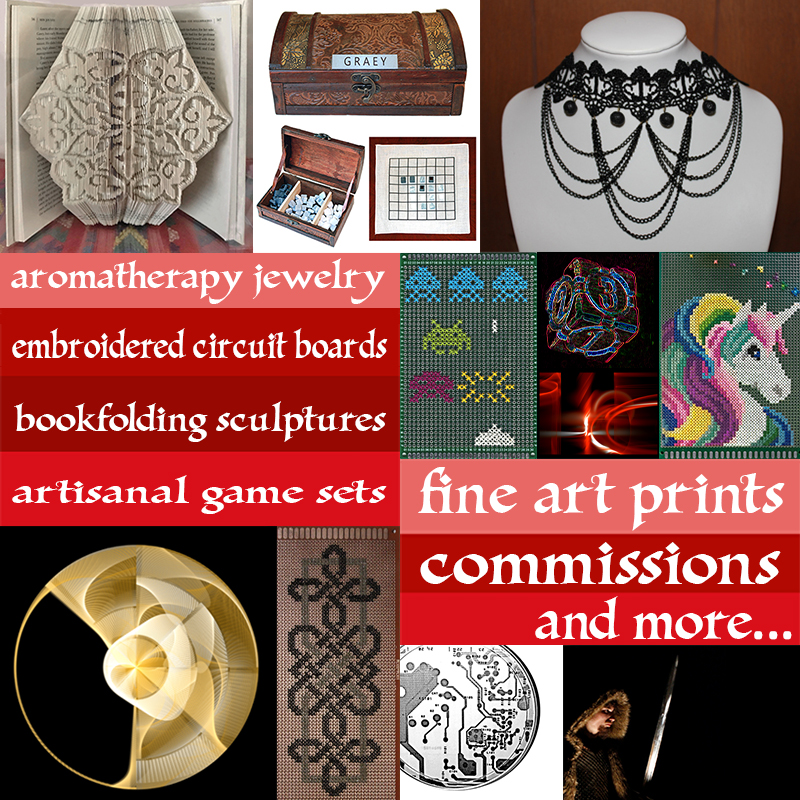 GRAEY
aromatherapy jewelry
embroidered circuit boards
bookfolding sculptures
artisanal game sets
fine art prints
commissions
and more...